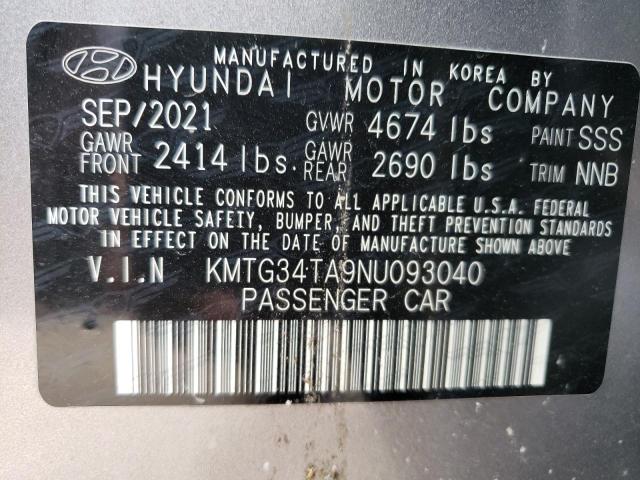 MANUFACTURED IN KOREA BY
HYUNDAI MOTOR COMPANY
SEP/2021 GVWR 4674 lbs PAINT SSS
GAWR FRONT 2414 lbs. GAWR REAR 2690 lbs TRIM NNB
THIS VEHICLE CONFORMS TO ALL APPLICABLE U.S.A. FEDERAL
MOTOR VEHICLE SAFETY, BUMPER, AND THEFT PREVENTION STANDARDS
IN EFFECT ON THE DATE OF MANUFACTURE SHOWN ABOVE.
V.I.N KMTG34TA9NU093040
PASSENGER CAR